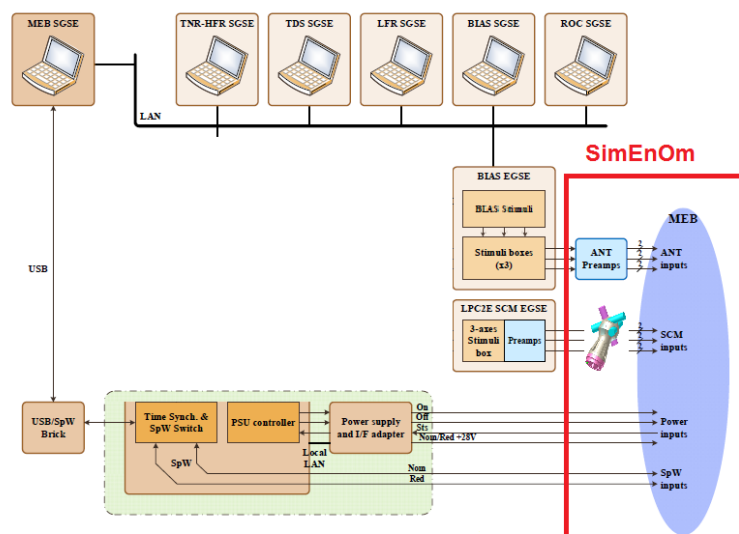 MEB SGSE
TNR-HFR SGSE
TDS SGSE
LFR SGSE
BIAS SGSE
ROC SGSE
LAN
SimEnOm
BIAS EGSE
BIAS Stimuli
MEB
Stimuli boxes
(x3)
ANT
Preamps
2
2
2
ANT
inputs
USB
LPC2E SCM EGSE
3-axes
Stimuli
box
Preamps
2
2
2
SCM
inputs
USB/SpW
Brick
Time Synch. &
SpW Switch
PSU controller
Power supply
and I/F adapter
On
Off
Sts
Nom/Red +28V
Power
inputs
Local
LAN
SpW
Nom
Red
SpW
inputs